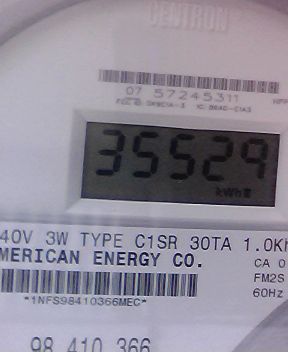 CENTRON
07 57245311
35529
kWh
40V 3W TYPE C1SR 30TA 1.0Kh
MERICAN ENERGY CO.
CA 0
FM2S
60Hz
*1NFS98410366MEC*
98 410 366